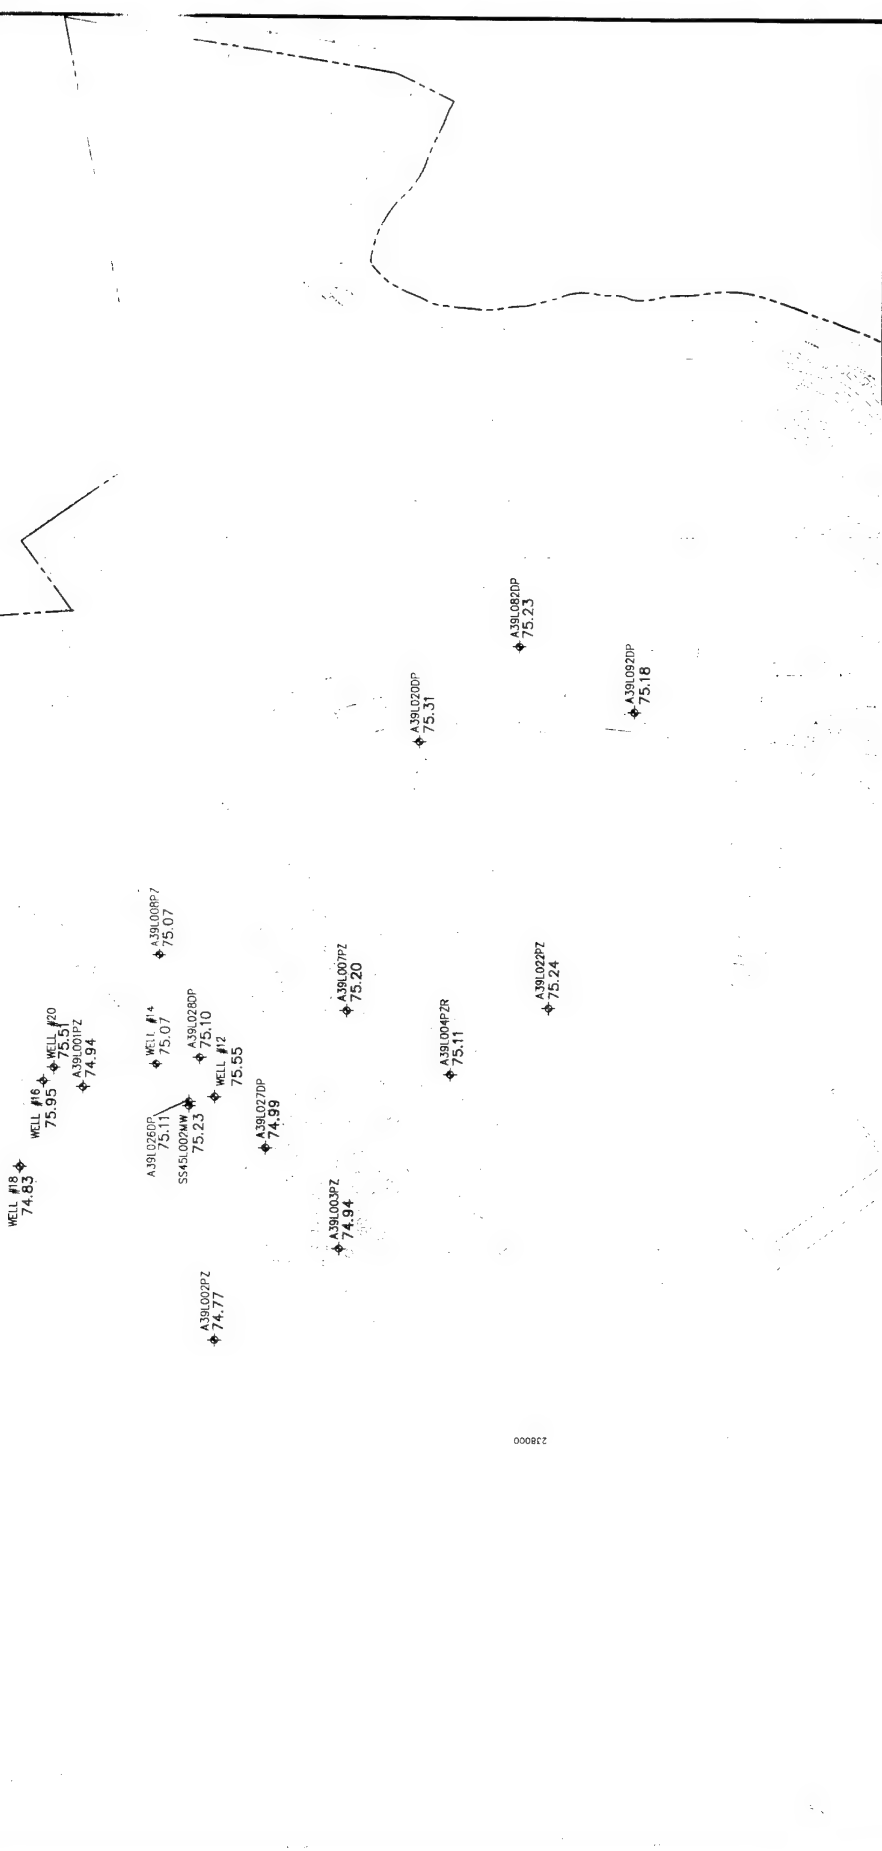 A39L082DP
75.23
A39L092DP
75.18
A39L020DP
75.31
A39L008PZ
75.07
A39L007PZ
75.20
A39L022PZ
75.24
WELL #14
75.07
A39L028DP
75.10
WELL #20
75.51
A39L001PZ
74.94
A39L004PZR
75.11
WELL #12
75.55
WELL #16
75.95
A39L026DP
75.11
SS45L002MW
75.23
A39L027DP
74.99
WELL #18
74.83
A39L003PZ
74.94
A39L002PZ
74.77
238000